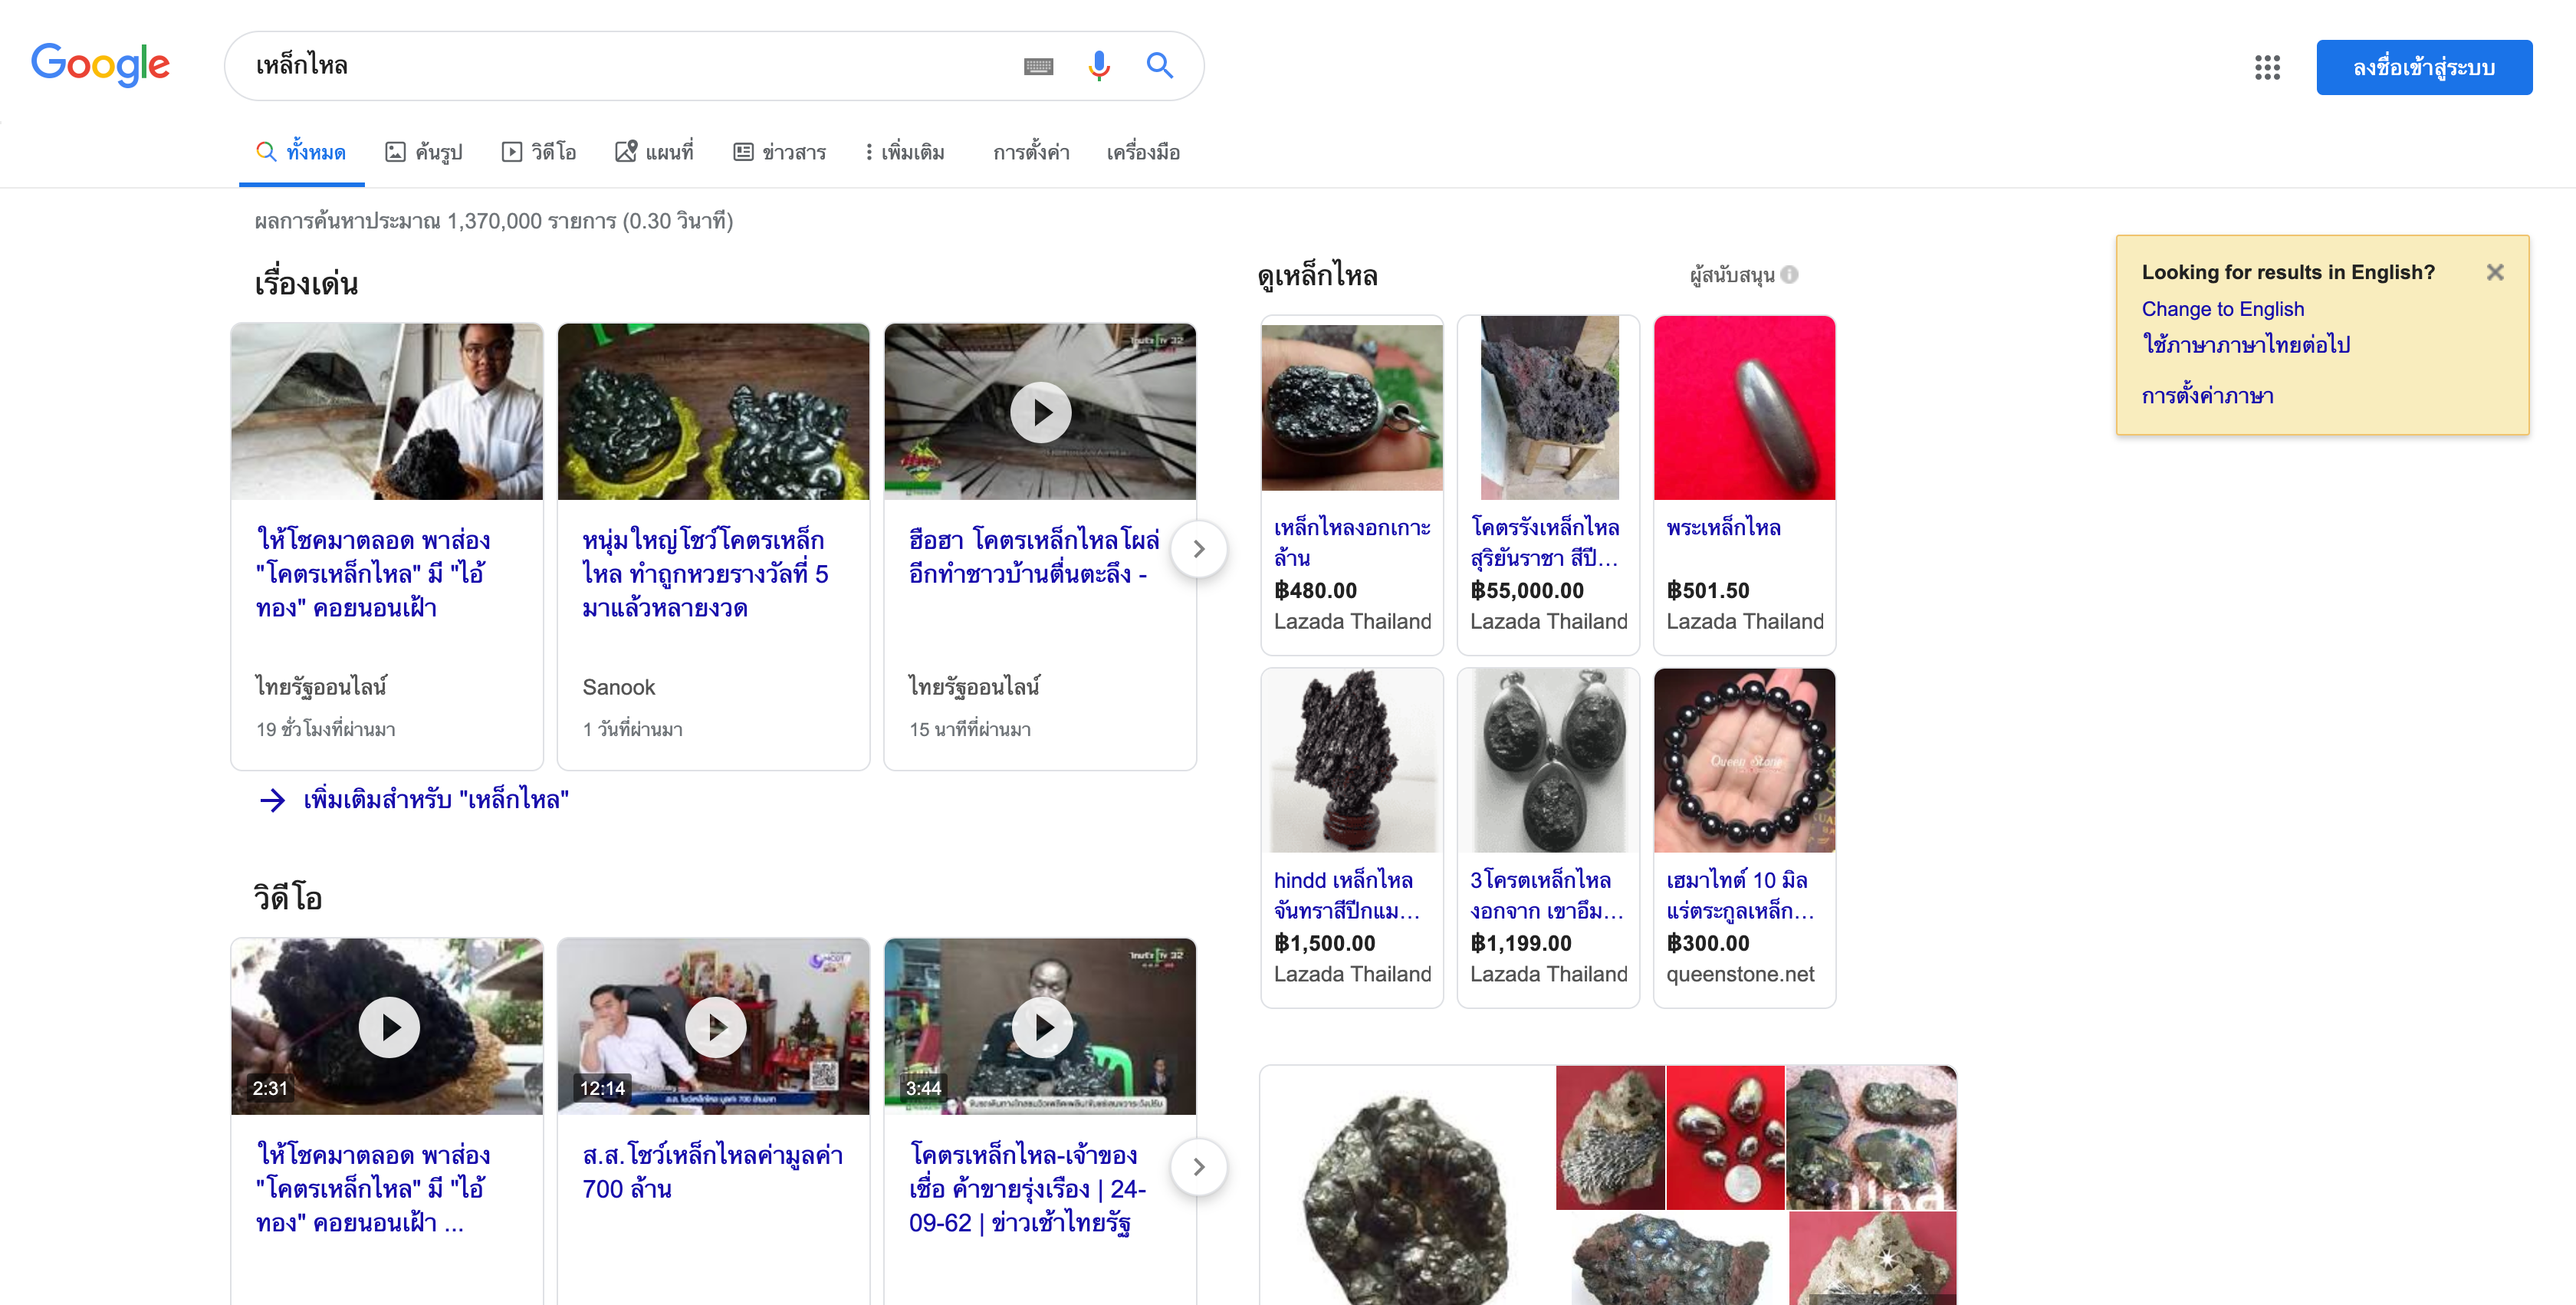 Google
เหล็กไหล
ลงชื่อเข้าสู่ระบบ
ทั้งหมด
ค้นรูป
วิดีโอ
แผนที่
ข่าวสาร
เพิ่มเติม
การตั้งค่า
เครื่องมือ
ผลการค้นหาประมาณ 1,370,000 รายการ (0.30 วินาที)
เรื่องเด่น
ให้โชคมาตลอด พาส่อง
"โคตรเหล็กไหล" มี "ไอ้
ทอง" คอยนอนเฝ้า
ไทยรัฐออนไลน์
19 ชั่วโมงที่ผ่านมา
หนุ่มใหญ่โชว์โคตรเหล็ก
ไหล ทำถูกหวยรางวัลที่ 5
มาแล้วหลายงวด
Sanook
1 วันที่ผ่านมา
ฮือฮา โคตรเหล็กไหลโผล่
อีกทำชาวบ้านตื่นตะลึง -
ไทยรัฐออนไลน์
15 นาทีที่ผ่านมา
เพิ่มเติมสำหรับ "เหล็กไหล"
วิดีโอ
2:31
ให้โชคมาตลอด พาส่อง
"โคตรเหล็กไหล" มี "ไอ้
ทอง" คอยนอนเฝ้า ...
12:14
ส.ส.โชว์เหล็กไหลค่ามูลค่า
700 ล้าน
3:44
โคตรเหล็กไหล-เจ้าของ
เชื่อ ค้าขายรุ่งเรือง | 24-
09-62 | ข่าวเช้าไทยรัฐ
ดูเหล็กไหล
ผู้สนับสนุน
เหล็กไหลงอกเกาะ
ล้าน
฿480.00
Lazada Thailand
โคตรรังเหล็กไหล
สุริยันราชา สีปี...
฿55,000.00
Lazada Thailand
พระเหล็กไหล
฿501.50
Lazada Thailand
hindd เหล็กไหล
จันทราสีปีกแม...
฿1,500.00
Lazada Thailand
3โครตเหล็กไหล
งอกจาก เขาอึม...
฿1,199.00
Lazada Thailand
Queen Stone
เฮมาไทต์ 10 มิล
แร่ตระกูลเหล็ก...
฿300.00
queenstone.net
Looking for results in English?
Change to English
ใช้ภาษาภาษาไทยต่อไป
การตั้งค่าภาษา